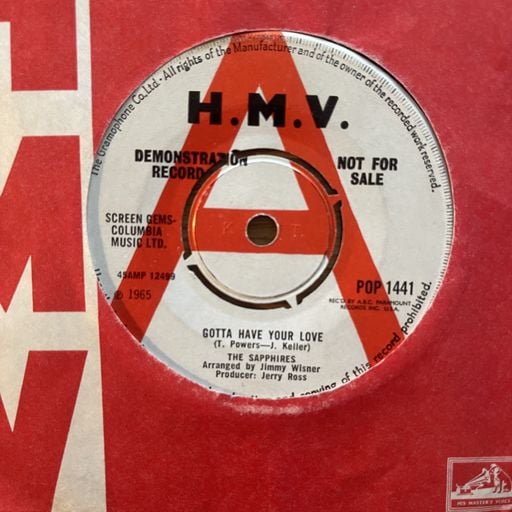 The Gramophone Co. Ltd · All rights of the Manufacturer and of the owner of the recorded work reserved.
H.M.V.
DEMONSTRATION RECORD
NOT FOR SALE
SCREEN GEMS-
COLUMBIA
MUSIC LTD.
K T
45AMP 12499
℗ 1965
POP 1441
REC'D BY A.B.C. PARAMOUNT
RECORDS INC. U.S.A.
GOTTA HAVE YOUR LOVE
(T. Powers—J. Keller)
THE SAPPHIRES
Arranged by Jimmy Wisner
Producer: Jerry Ross
copying of this record prohibited.
HMV
HIS MASTER'S VOICE